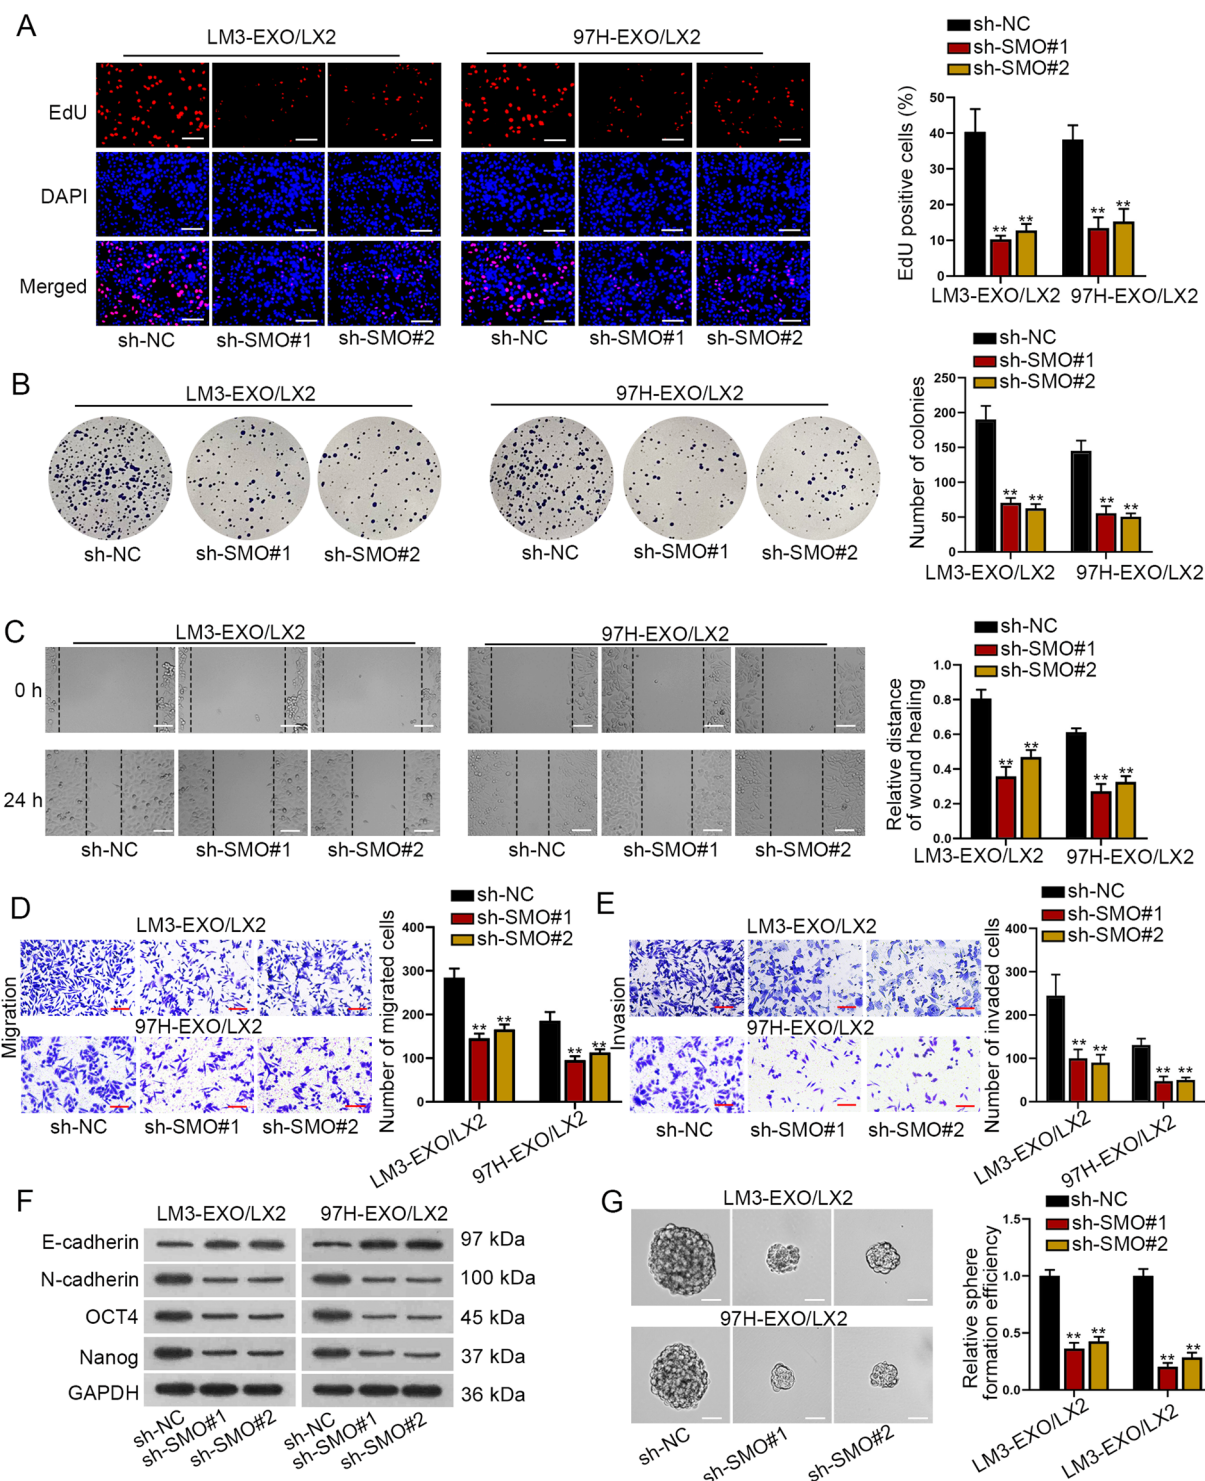 A
LM3-EXO/LX2
97H-EXO/LX2
EdU
DAPI
Merged
sh-NC
sh-SMO#1
sh-SMO#2
sh-NC
sh-SMO#1
sh-SMO#2
sh-NC
sh-SMO#1
sh-SMO#2
EdU positive cells (%)
50
40
30
20
10
0
**
**
**
**
LM3-EXO/LX2
97H-EXO/LX2
B
LM3-EXO/LX2
97H-EXO/LX2
sh-NC
sh-SMO#1
sh-SMO#2
sh-NC
sh-SMO#1
sh-SMO#2
sh-NC
sh-SMO#1
sh-SMO#2
Number of colonies
250
200
150
100
50
0
**
**
**
**
LM3-EXO/LX2
97H-EXO/LX2
C
LM3-EXO/LX2
97H-EXO/LX2
0 h
24 h
sh-NC
sh-SMO#1
sh-SMO#2
sh-NC
sh-SMO#1
sh-SMO#2
sh-NC
sh-SMO#1
sh-SMO#2
Relative distance
of wound healing
1.0
0.8
0.6
0.4
0.2
0.0
**
**
**
**
LM3-EXO/LX2
97H-EXO/LX2
D
LM3-EXO/LX2
Migration
97H-EXO/LX2
sh-NC
sh-SMO#1
sh-SMO#2
sh-NC
sh-SMO#1
sh-SMO#2
Number of migrated cells
400
300
200
100
0
**
**
**
**
LM3-EXO/LX2
97H-EXO/LX2
E
LM3-EXO/LX2
Invasion
97H-EXO/LX2
sh-NC
sh-SMO#1
sh-SMO#2
sh-NC
sh-SMO#1
sh-SMO#2
Number of invaded cells
400
300
200
100
0
**
**
**
**
LM3-EXO/LX2
97H-EXO/LX2
F
LM3-EXO/LX2
97H-EXO/LX2
E-cadherin
97 kDa
N-cadherin
100 kDa
OCT4
45 kDa
Nanog
37 kDa
GAPDH
36 kDa
sh-NC
sh-SMO#1
sh-SMO#2
sh-NC
sh-SMO#1
sh-SMO#2
G
LM3-EXO/LX2
97H-EXO/LX2
sh-NC
sh-SMO#1
sh-SMO#2
sh-NC
sh-SMO#1
sh-SMO#2
Relative sphere
formation efficiency
1.5
1.0
0.5
0.0
**
**
**
**
LM3-EXO/LX2
LM3-EXO/LX2